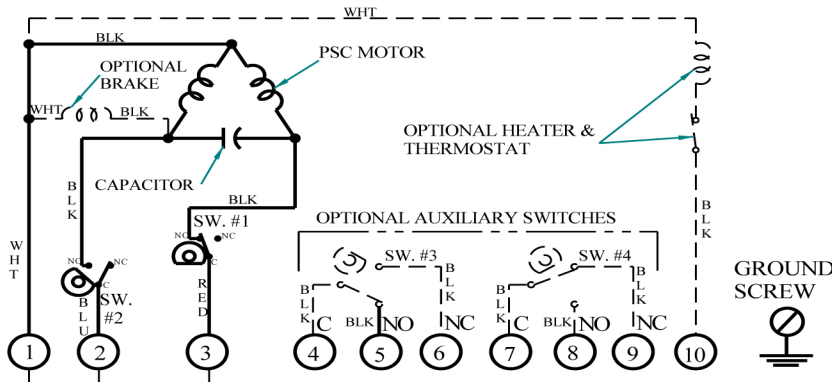 WHT
BLK
PSC MOTOR
OPTIONAL
BRAKE
WHT
BLK
OPTIONAL HEATER &
THERMOSTAT
CAPACITOR
BLK
BLK
BLK
WHT
SW. #1
OPTIONAL AUXILIARY SWITCHES
NO
NC
C
NO
NC
C
SW.
#2
BLU
RED
SW. #3
SW. #4
BLK
BLK
BLK
BLK
C
BLK
NO
NC
C
BLK
NO
NC
GROUND
SCREW
1
2
3
4
5
6
7
8
9
10